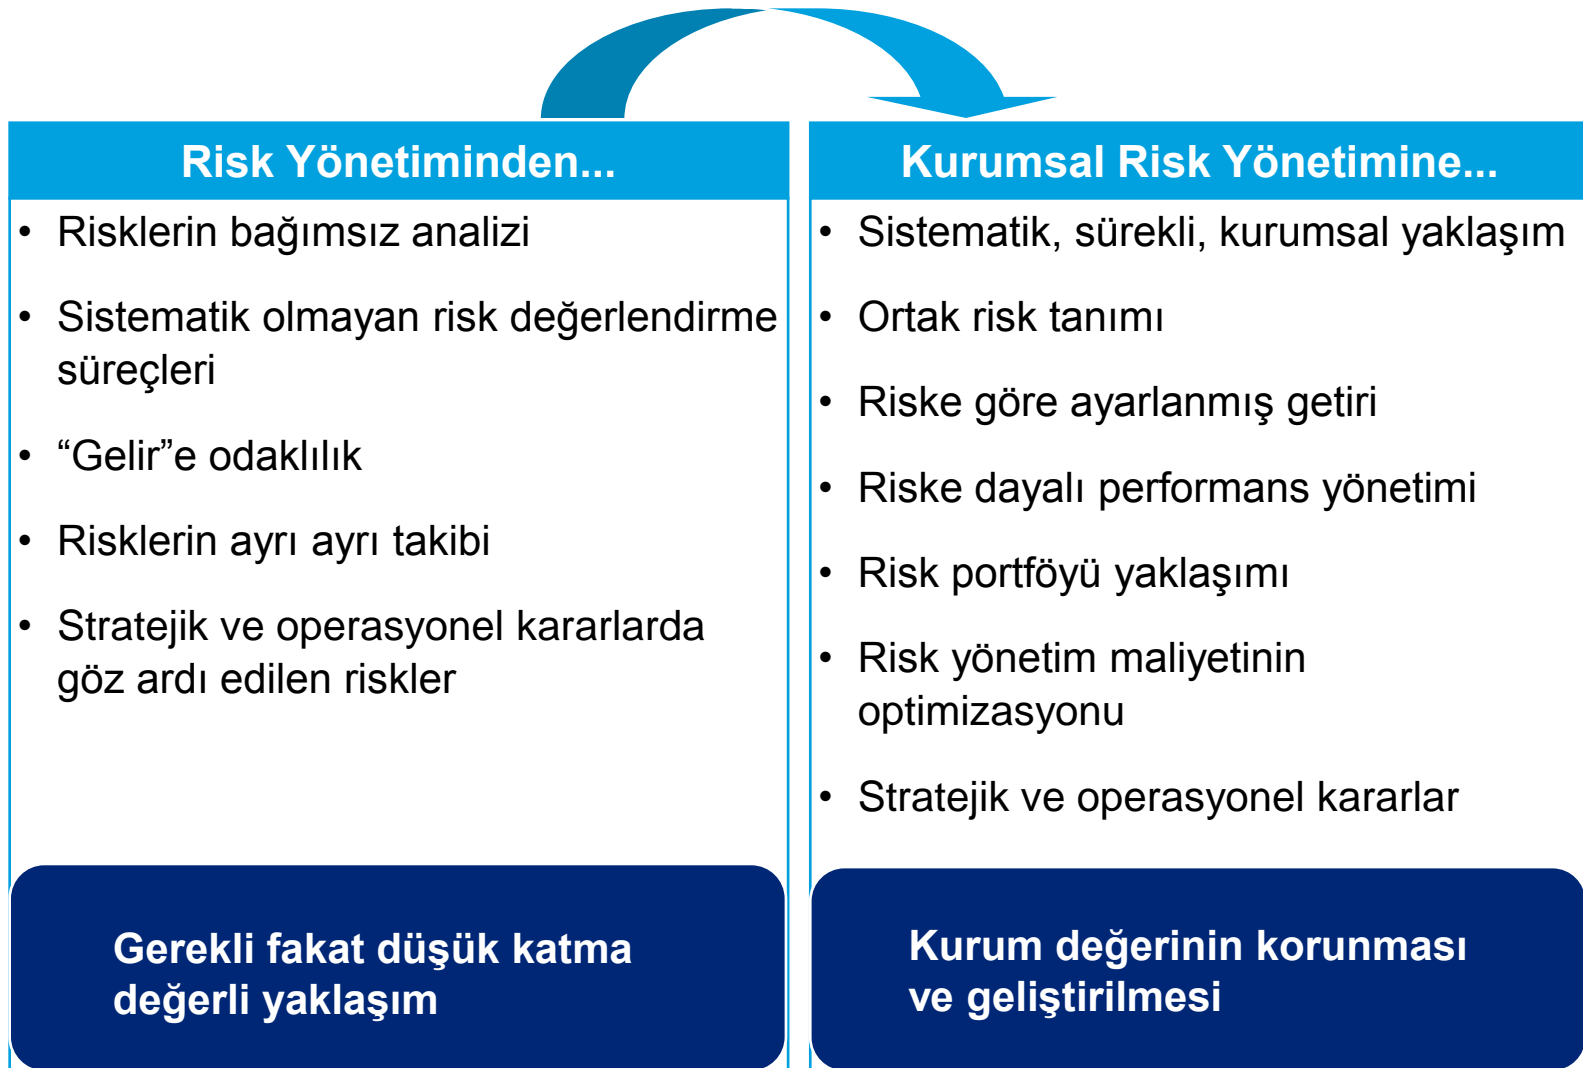 Risk Yönetiminden...
• Risklerin bağımsız analizi
• Sistematik olmayan risk değerlendirme
süreçleri
• “Gelir”e odaklılık
• Risklerin ayrı ayrı takibi
• Stratejik ve operasyonel kararlarda
göz ardı edilen riskler
Gerekli fakat düşük katma
değerli yaklaşım
Kurumsal Risk Yönetimine...
• Sistematik, sürekli, kurumsal yaklaşım
• Ortak risk tanımı
• Riske göre ayarlanmış getiri
• Riske dayalı performans yönetimi
• Risk portföyü yaklaşımı
• Risk yönetim maliyetinin
optimizasyonu
• Stratejik ve operasyonel kararlar
Kurum değerinin korunması
ve geliştirilmesi